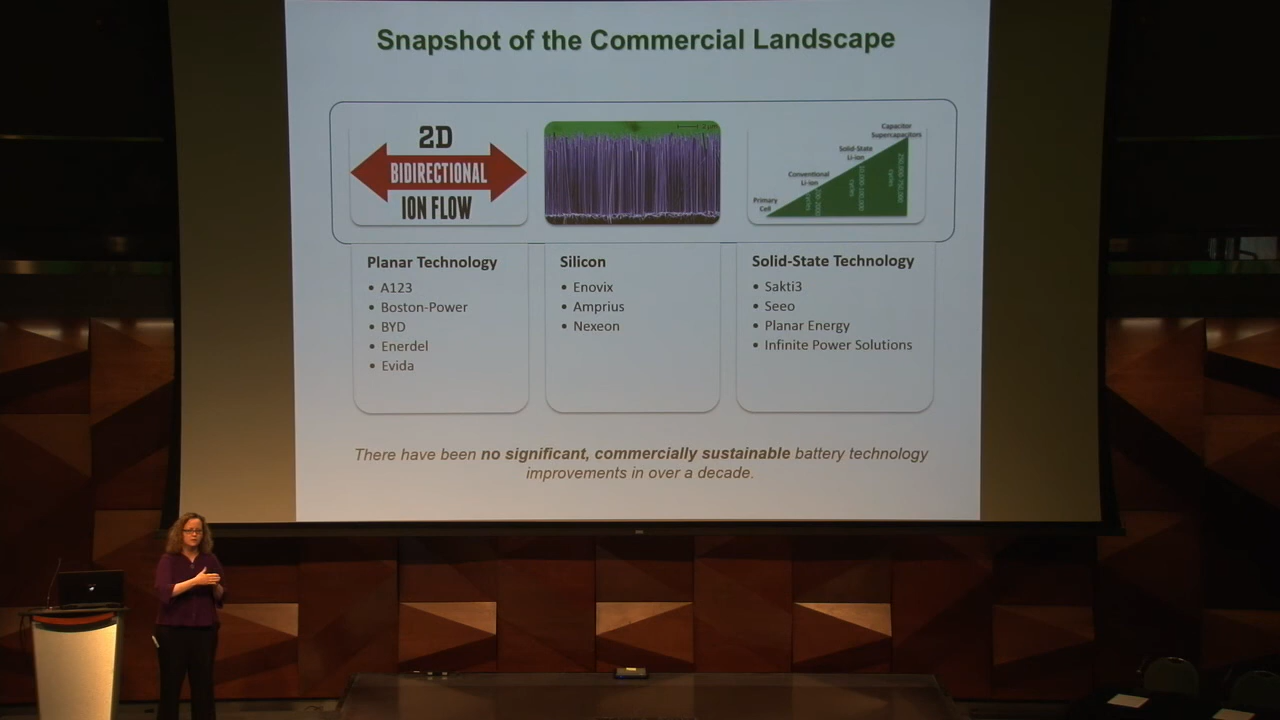 Snapshot of the Commercial Landscape
2D
BIDIRECTIONAL
ION FLOW
Capacitor
Supercapacitors
Solid-State
Li-ion
Conventional
Li-ion
Primary
Cell
Planar Technology
• A123
• Boston-Power
• BYD
• Enerdel
• Evida
Silicon
• Enovix
• Amprius
• Nexeon
Solid-State Technology
• Sakti3
• Seeo
• Planar Energy
• Infinite Power Solutions
There have been no significant, commercially sustainable battery technology
improvements in over a decade.